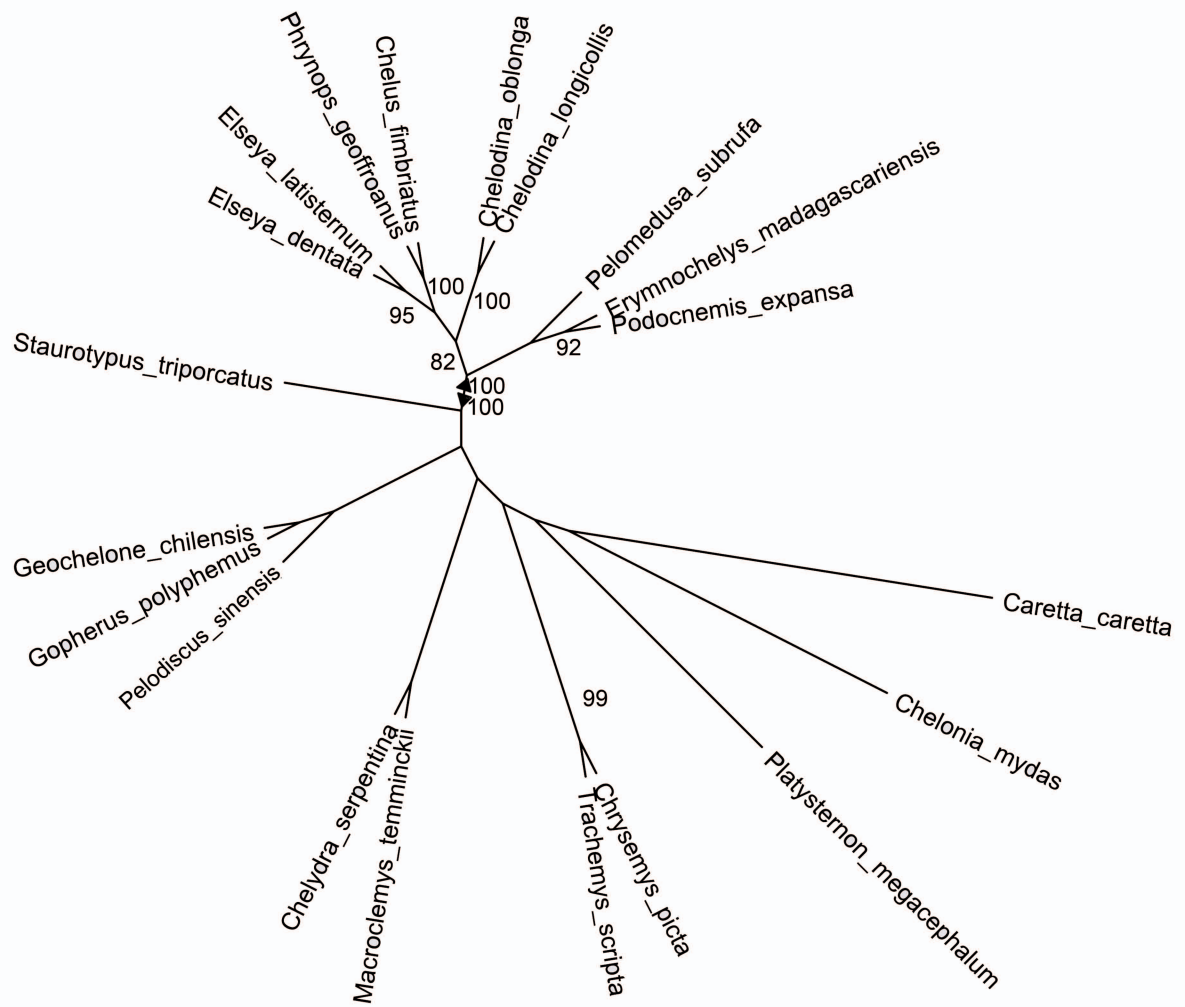 Phrynops_geoffroanus
Chelus_fimbriatus
Chelodina_oblonga
Chelodina_longicollis
Elseya_latisternum
Elseya_dentata
Pelomedusa_subrufa
Erymnochelys_madagascariensis
Podocnemis_expansa
100
100
95
92
82
100
100
Staurotypus_triporcatus
Geochelone_chilensis
Gopherus_polyphemus
Pelodiscus_sinensis
Caretta_caretta
Chelonia_mydas
Platysternon_megacephalum
99
Chrysemys_picta
Trachemys_scripta
Chelydra_serpentina
Macroclemys_temminckii